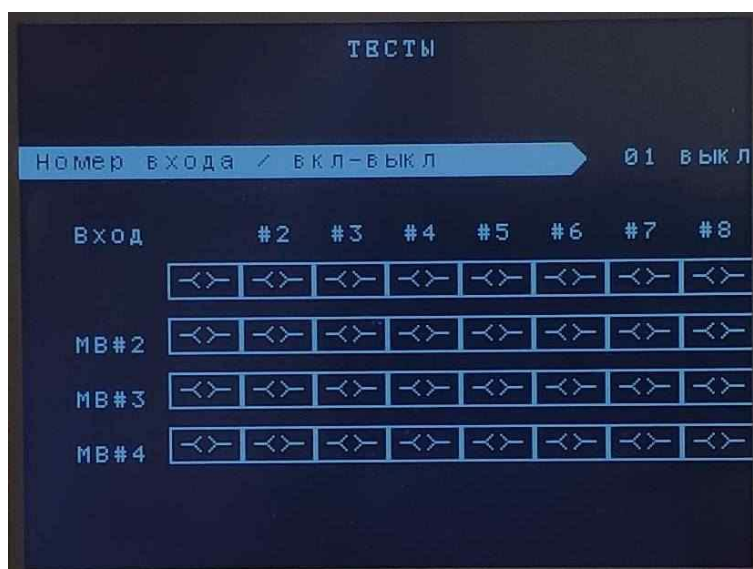 ТЕСТЫ
Номер входа / вкл-выкл 01 выкл
Вход #2 #3 #4 #5 #6 #7 #8
-<>- -<>- -<>- -<>- -<>- -<>- -<>- -<>-
МВ#2 -<>- -<>- -<>- -<>- -<>- -<>- -<>- -<>-
МВ#3 -<>- -<>- -<>- -<>- -<>- -<>- -<>- -<>-
МВ#4 -<>- -<>- -<>- -<>- -<>- -<>- -<>- -<>-